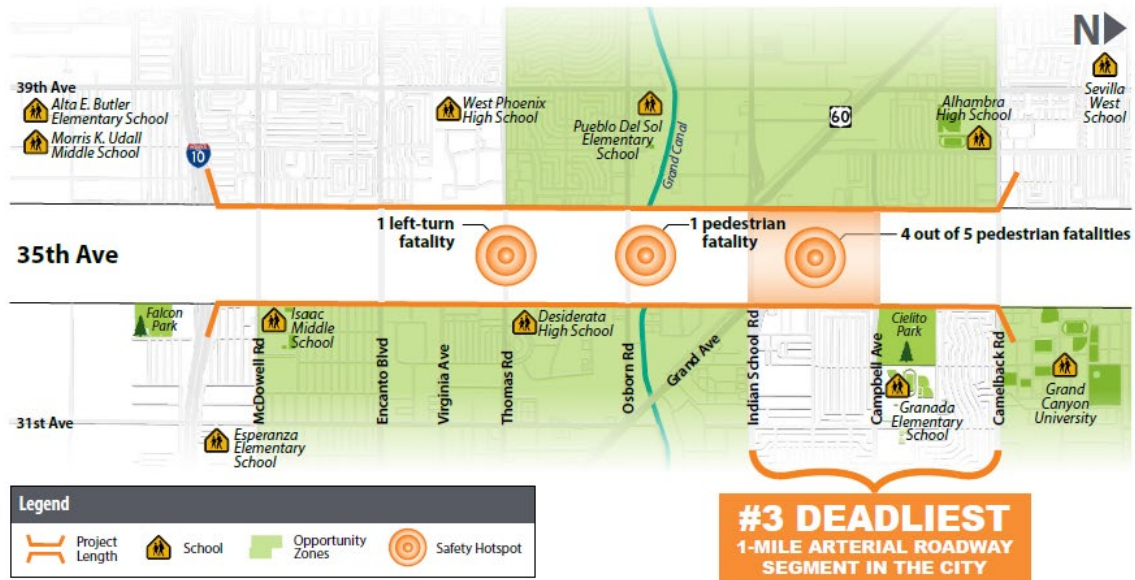 N
39th Ave
Alta E. Butler
Elementary School
Morris K. Udall
Middle School
10
West Phoenix
High School
Pueblo Del Sol
Elementary
School
Grand Canal
60
Alhambra
High School
Sevilla
West
School
35th Ave
1 left-turn
fatality
1 pedestrian
fatality
4 out of 5 pedestrian fatalities
Falcon
Park
Isaac
Middle
School
Desiderata
High School
Cielito
Park
McDowell Rd
Encanto Blvd
Virginia Ave
Thomas Rd
Osborn Rd
Grand Ave
Indian School Rd
Campbell Ave
Camelback Rd
Granada
Elementary
School
Grand
Canyon
University
31st Ave
Esperanza
Elementary
School
Legend
Project
Length
School
Opportunity
Zones
Safety Hotspot
#3 DEADLIEST
1-MILE ARTERIAL ROADWAY
SEGMENT IN THE CITY